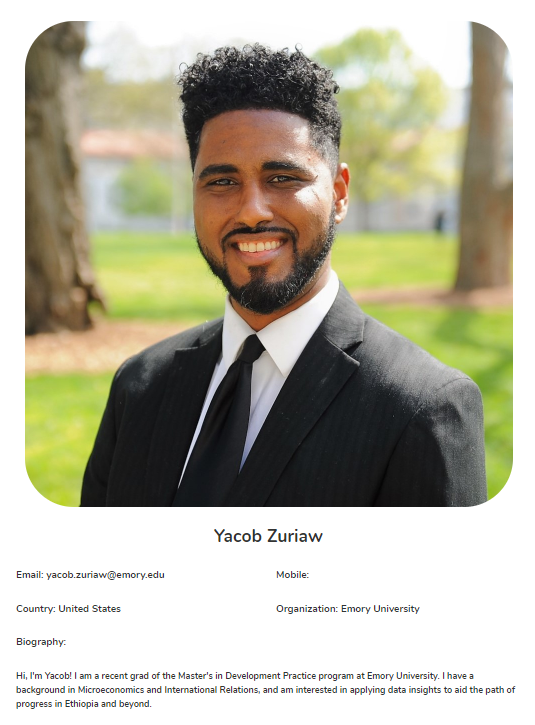 Yacob Zuriaw
Email: yacob.zuriaw@emory.edu
Mobile:
Country: United States
Organization: Emory University
Biography:
Hi, I'm Yacob! I am a recent grad of the Master's in Development Practice program at Emory University. I have a
background in Microeconomics and International Relations, and am interested in applying data insights to aid the path of
progress in Ethiopia and beyond.